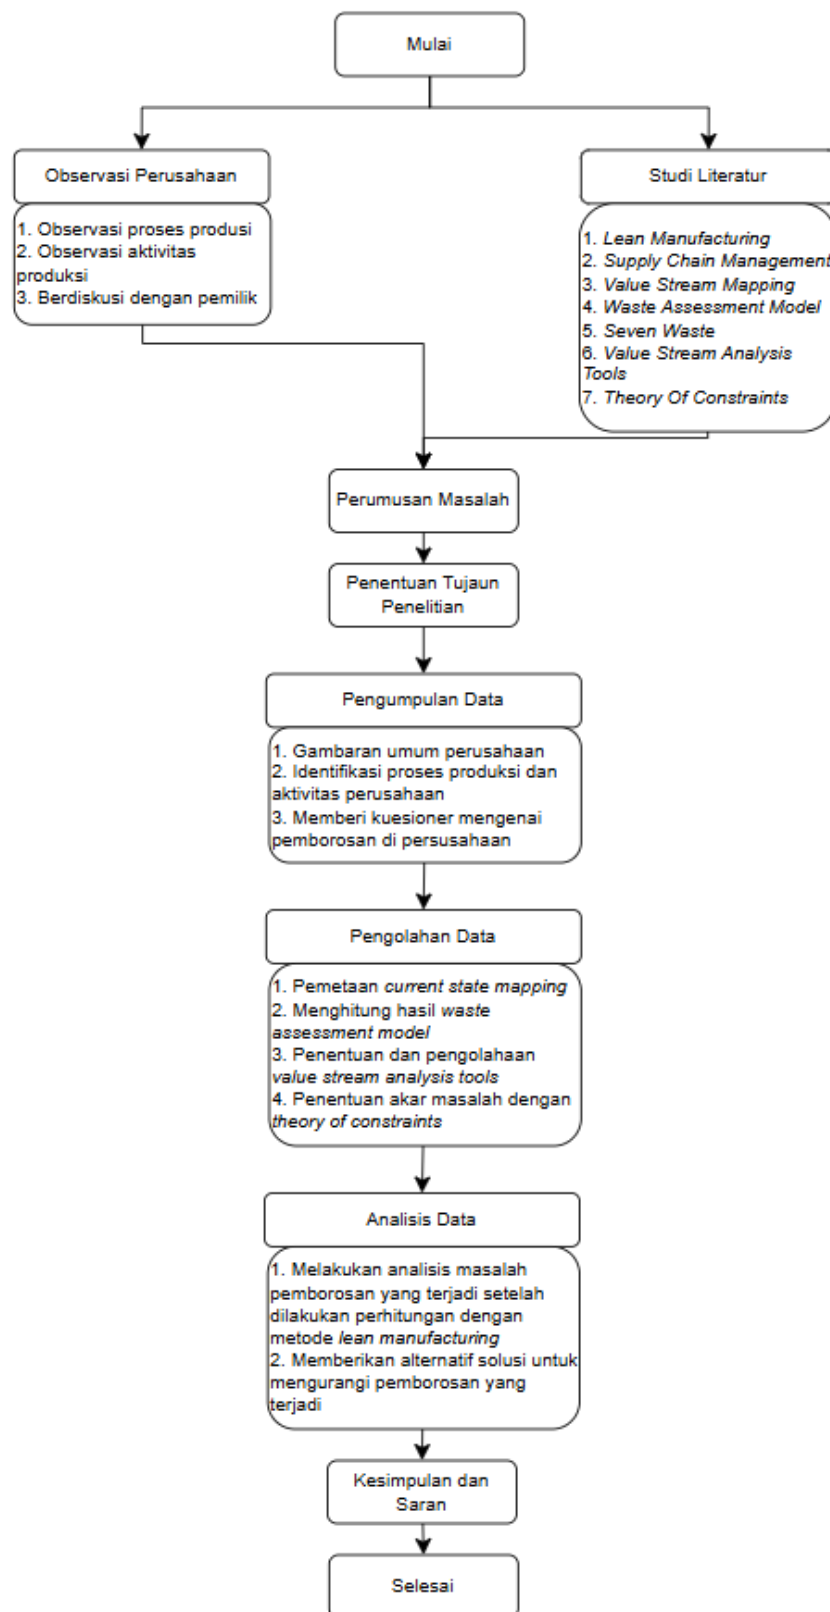 Mulai
Observasi Perusahaan
1. Observasi proses produsi
2. Observasi aktivitas
produksi
3. Berdiskusi dengan pemilik
Studi Literatur
1. Lean Manufacturing
2. Supply Chain Management
3. Value Stream Mapping
4. Waste Assessment Model
5. Seven Waste
6. Value Stream Analysis
Tools
7. Theory Of Constraints
Perumusan Masalah
Penentuan Tujaun
Penelitian
Pengumpulan Data
1. Gambaran umum perusahaan
2. Identifikasi proses produksi dan
aktivitas perusahaan
3. Memberi kuesioner mengenai
pemborosan di persusahaan
Pengolahan Data
1. Pemetaan current state mapping
2. Menghitung hasil waste
assessment model
3. Penentuan dan pengolahaan
value stream analysis tools
4. Penentuan akar masalah dengan
theory of constraints
Analisis Data
1. Melakukan analisis masalah
pemborosan yang terjadi setelah
dilakukan perhitungan dengan
metode lean manufacturing
2. Memberikan alternatif solusi untuk
mengurangi pemborosan yang
terjadi
Kesimpulan dan
Saran
Selesai